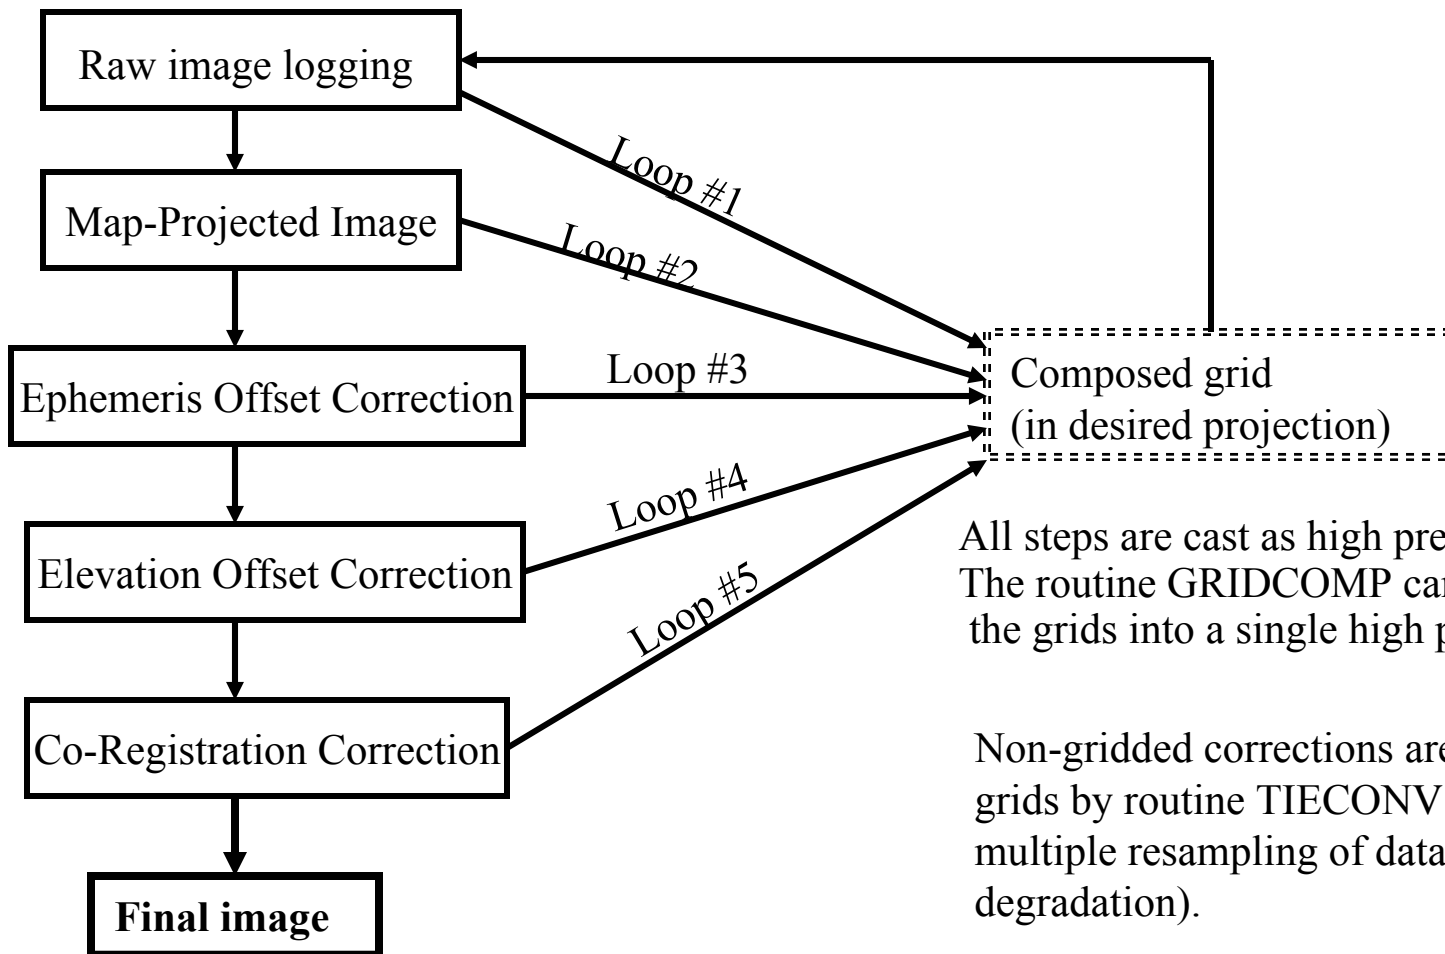 Raw image logging
Loop #1
Map-Projected Image
Loop #2
Ephemeris Offset Correction
Loop #3
Composed grid
(in desired projection)
Elevation Offset Correction
Loop #4
Co-Registration Correction
Loop #5
Final image
All steps are cast as high
The routine GRIDCOMP
the grids into a single high
Non-gridded corrections
grids by routine TIECONV
multiple resampling of data
degradation).